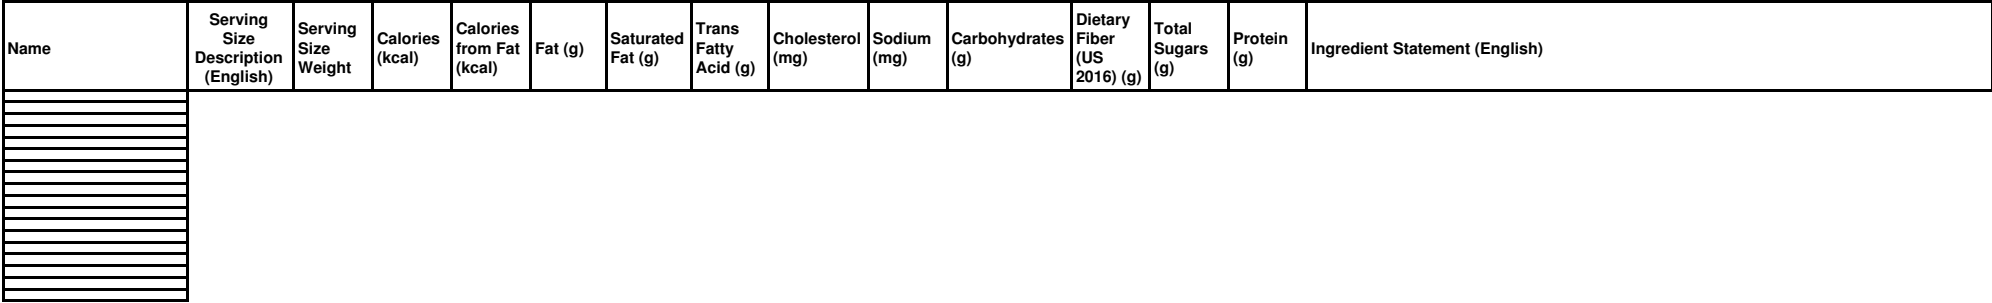 Name
Serving
Size
Description
(English)
Serving
Size
Weight
Calories
(kcal)
Calories
from Fat
(kcal)
Fat (g)
Saturated
Fat (g)
Trans
Fatty
Acid (g)
Cholesterol
(mg)
Sodium
(mg)
Carbohydrates
(g)
Dietary
Fiber
(US
2016) (g)
Total
Sugars
(g)
Protein
(g)
Ingredient Statement (English)